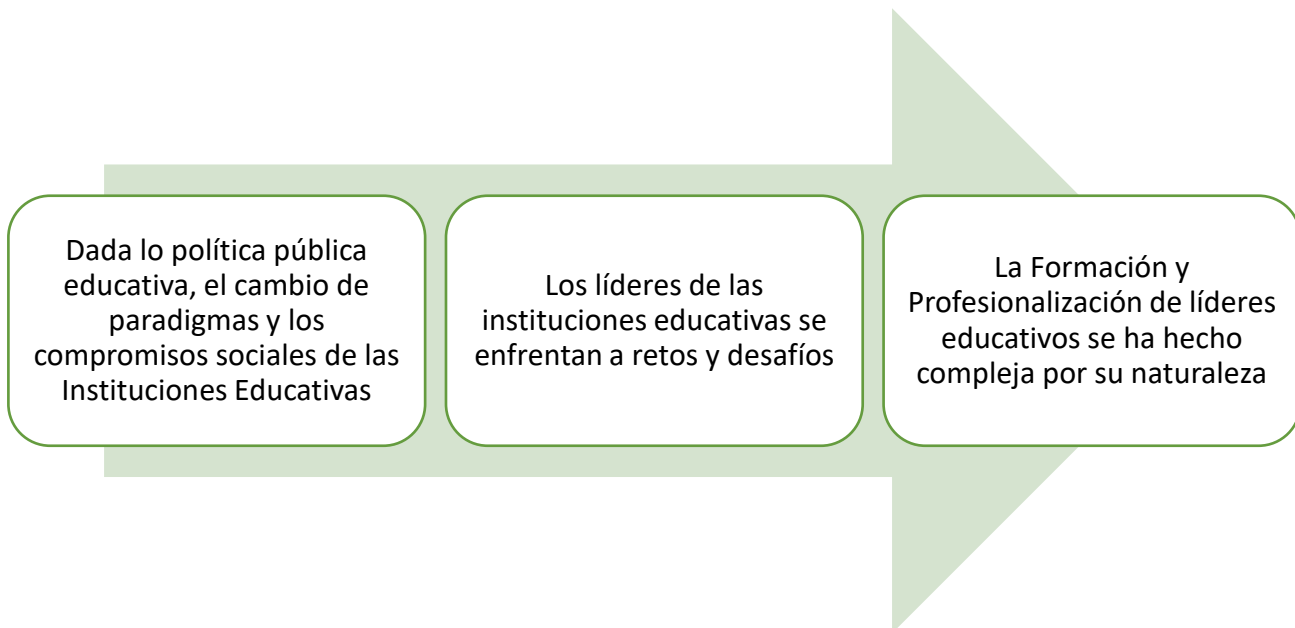 Dada lo política pública
educativa, el cambio de
paradigmas y los
compromisos sociales de las
Instituciones Educativas
Los líderes de las
instituciones educativas se
enfrentan a retos y desafíos
La Formación y
Profesionalización de líderes
educativos se ha hecho
compleja por su naturaleza